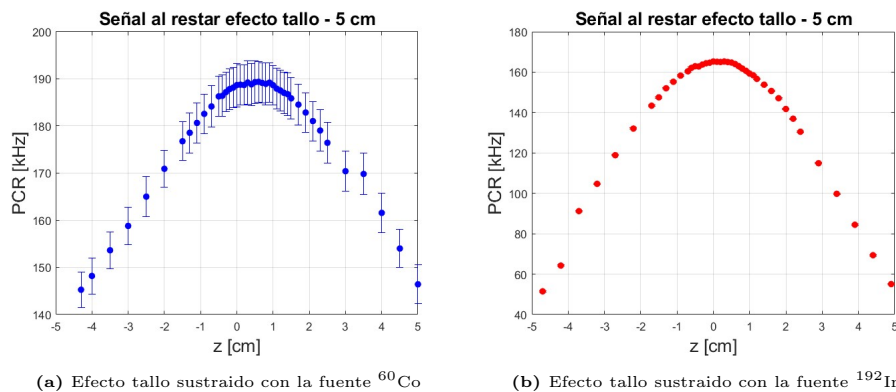 Señal al restar efecto tallo - 5 cm
200
190
180
170
160
150
140
PCR [kHz]
-5 -4 -3 -2 -1 0 1 2 3 4 5
z [cm]
(a) Efecto tallo sustraido con la fuente ⁶⁰Co
Señal al restar efecto tallo - 5 cm
180
160
140
120
100
80
60
40
PCR [kHz]
-5 -4 -3 -2 -1 0 1 2 3 4 5
z [cm]
(b) Efecto tallo sustraido con la fuente ¹⁹²Ir